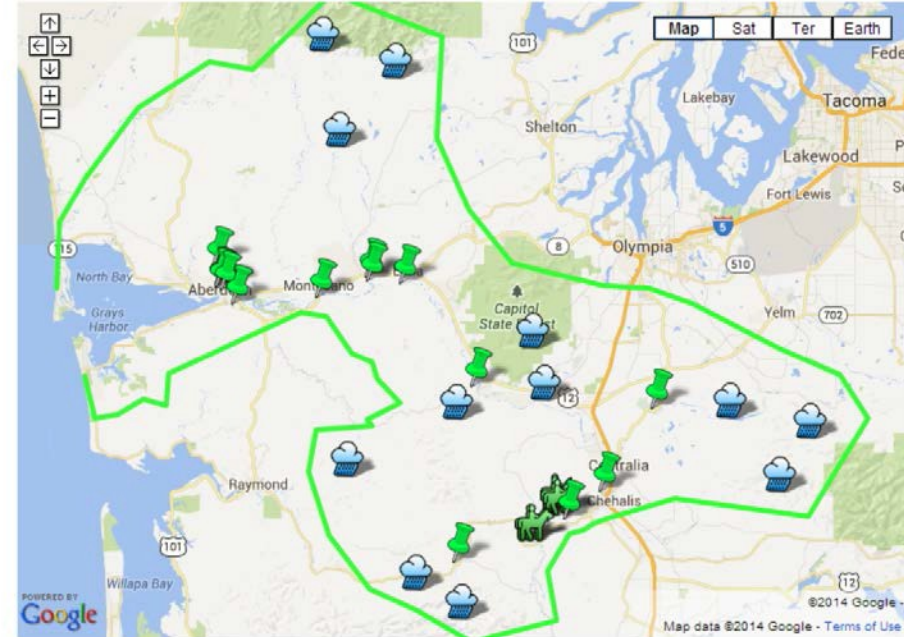 Map Sat Ter Earth
101
Fede
Tacoma
Lakebay
Shelton
Lakewood
Fort Lewis
5
8
Olympia
510
North Bay
Grays
Harbor
Capitol
Yelm
702
12
Raymond
Chehalis
101
Willapa Bay
12
POWERED BY
Google
©2014 Google -
Map data ©2014 Google - Terms of Use